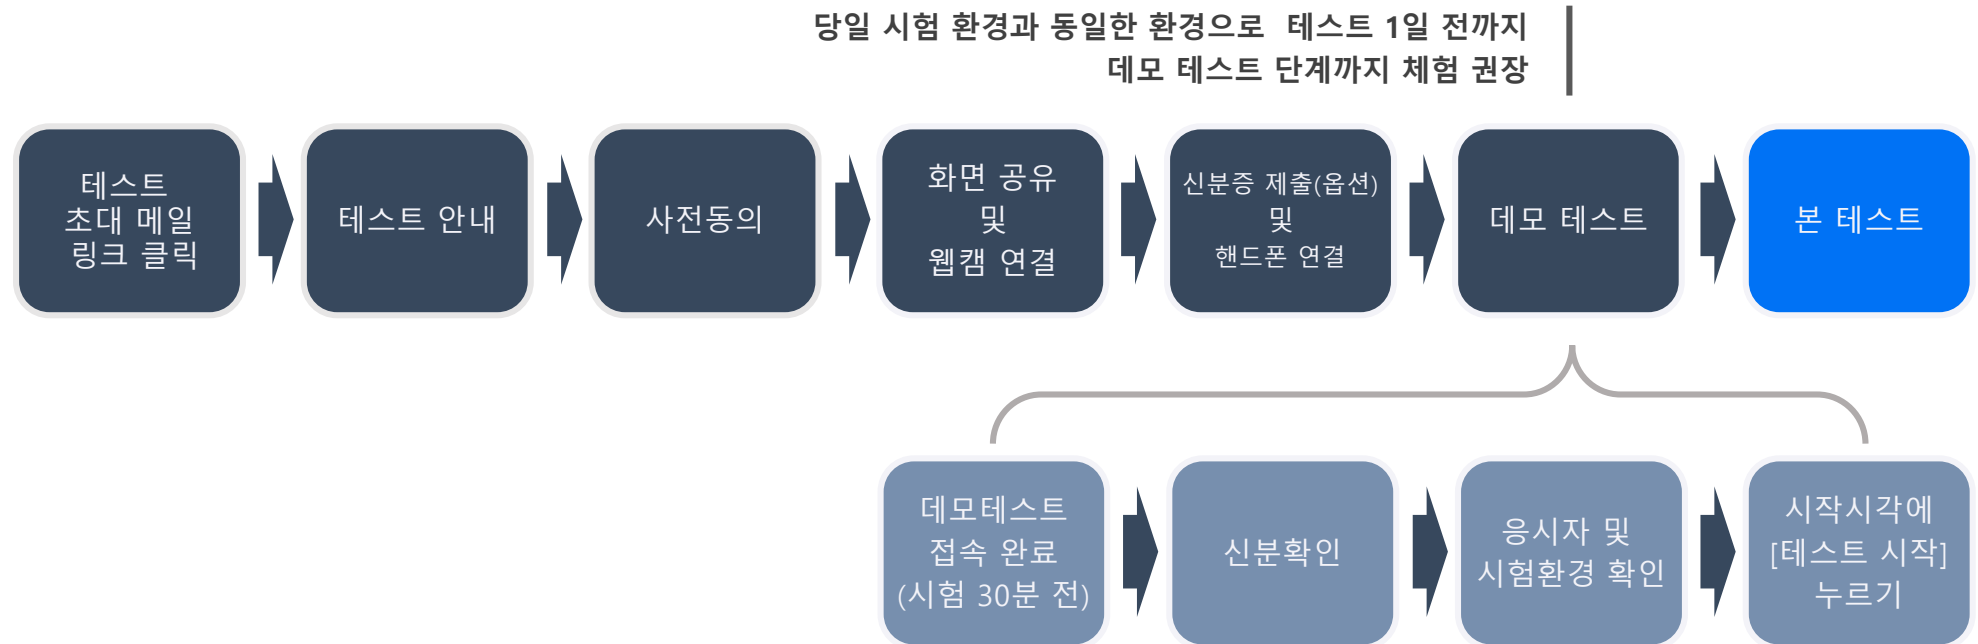 당일 시험 환경과 동일한 환경으로 테스트 1일 전까지
데모 테스트 단계까지 체험 권장
테스트
초대 메일
링크 클릭
테스트 안내
사전동의
화면 공유
및
웹캠 연결
신분증 제출(옵션)
및
핸드폰 연결
데모 테스트
본 테스트
데모테스트
접속 완료
(시험 30분 전)
신분확인
응시자 및
시험환경 확인
시작시각에
[테스트 시작]
누르기